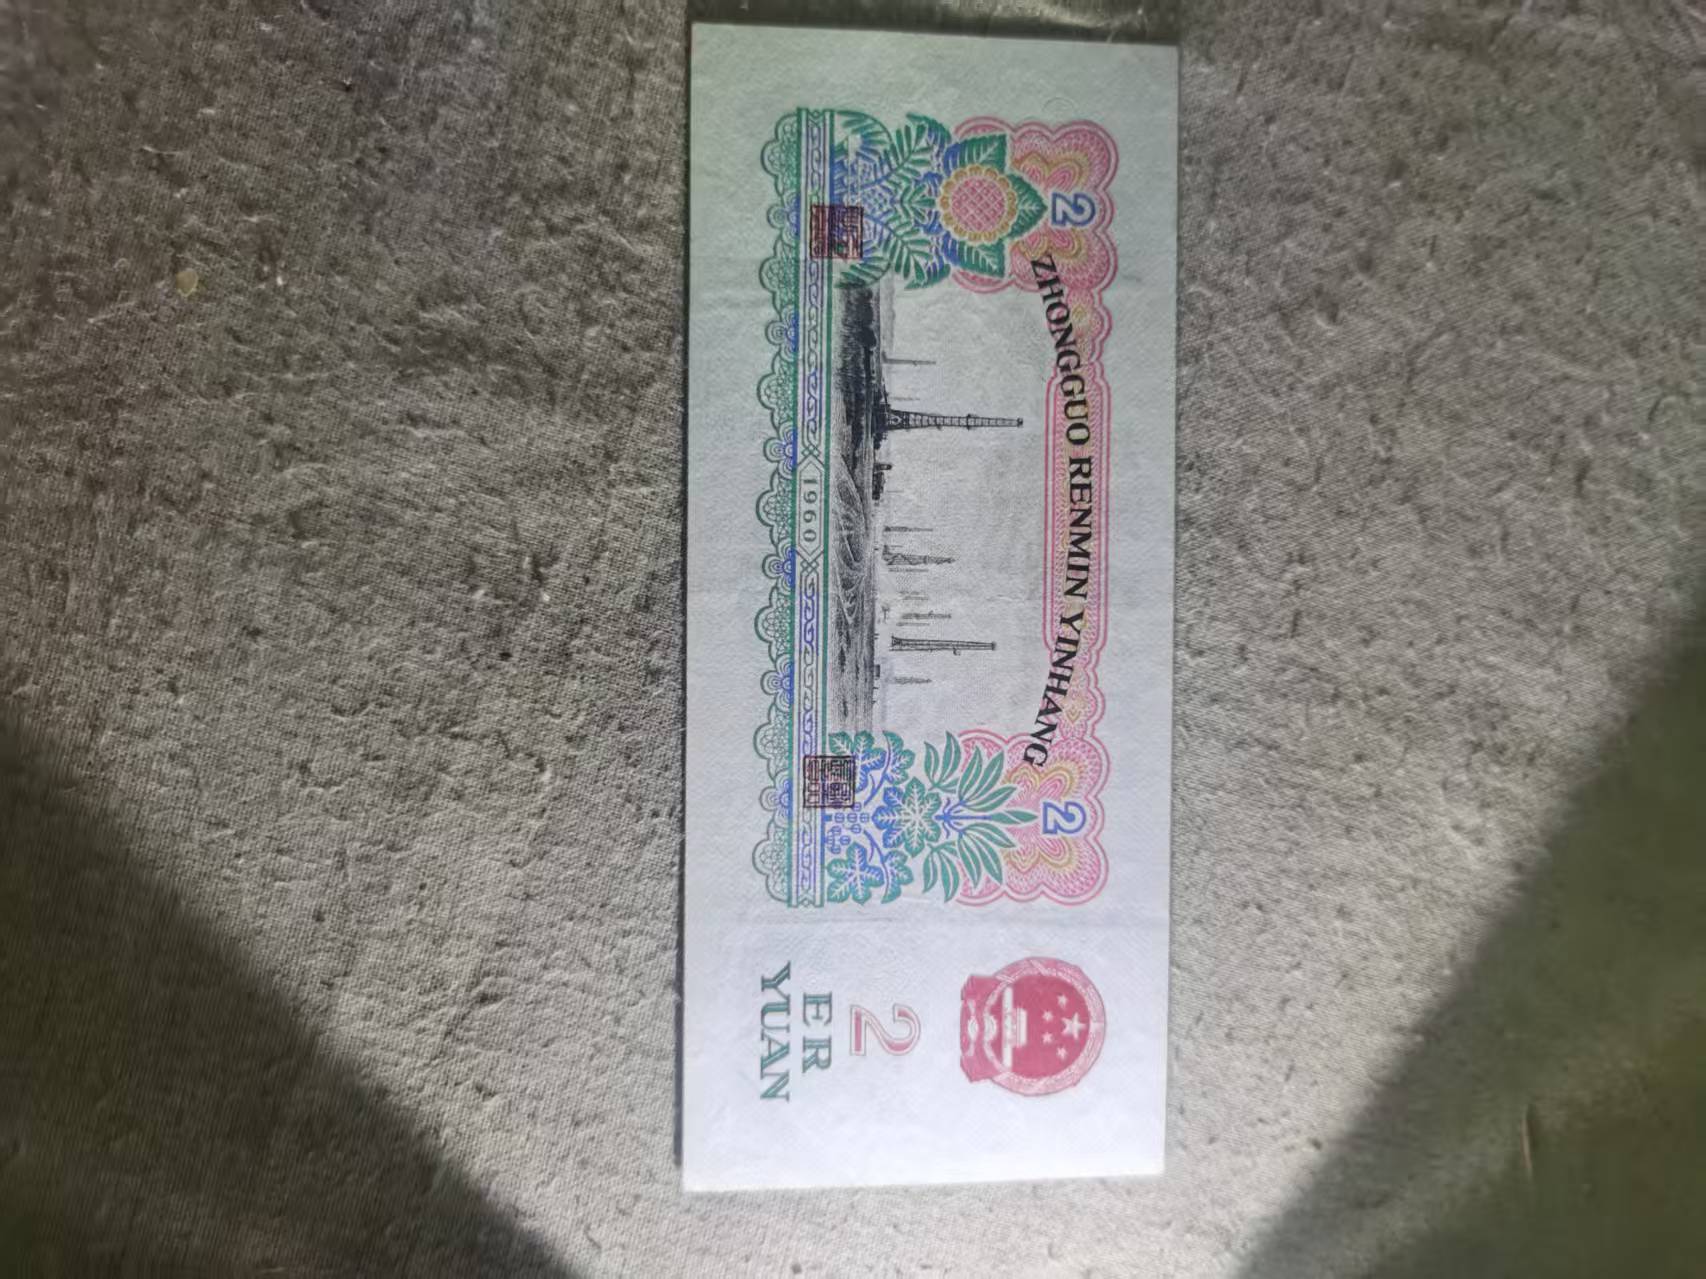 2 2
ZHONGGUO RENMIN YINHANG
1960
2
ER
YUAN